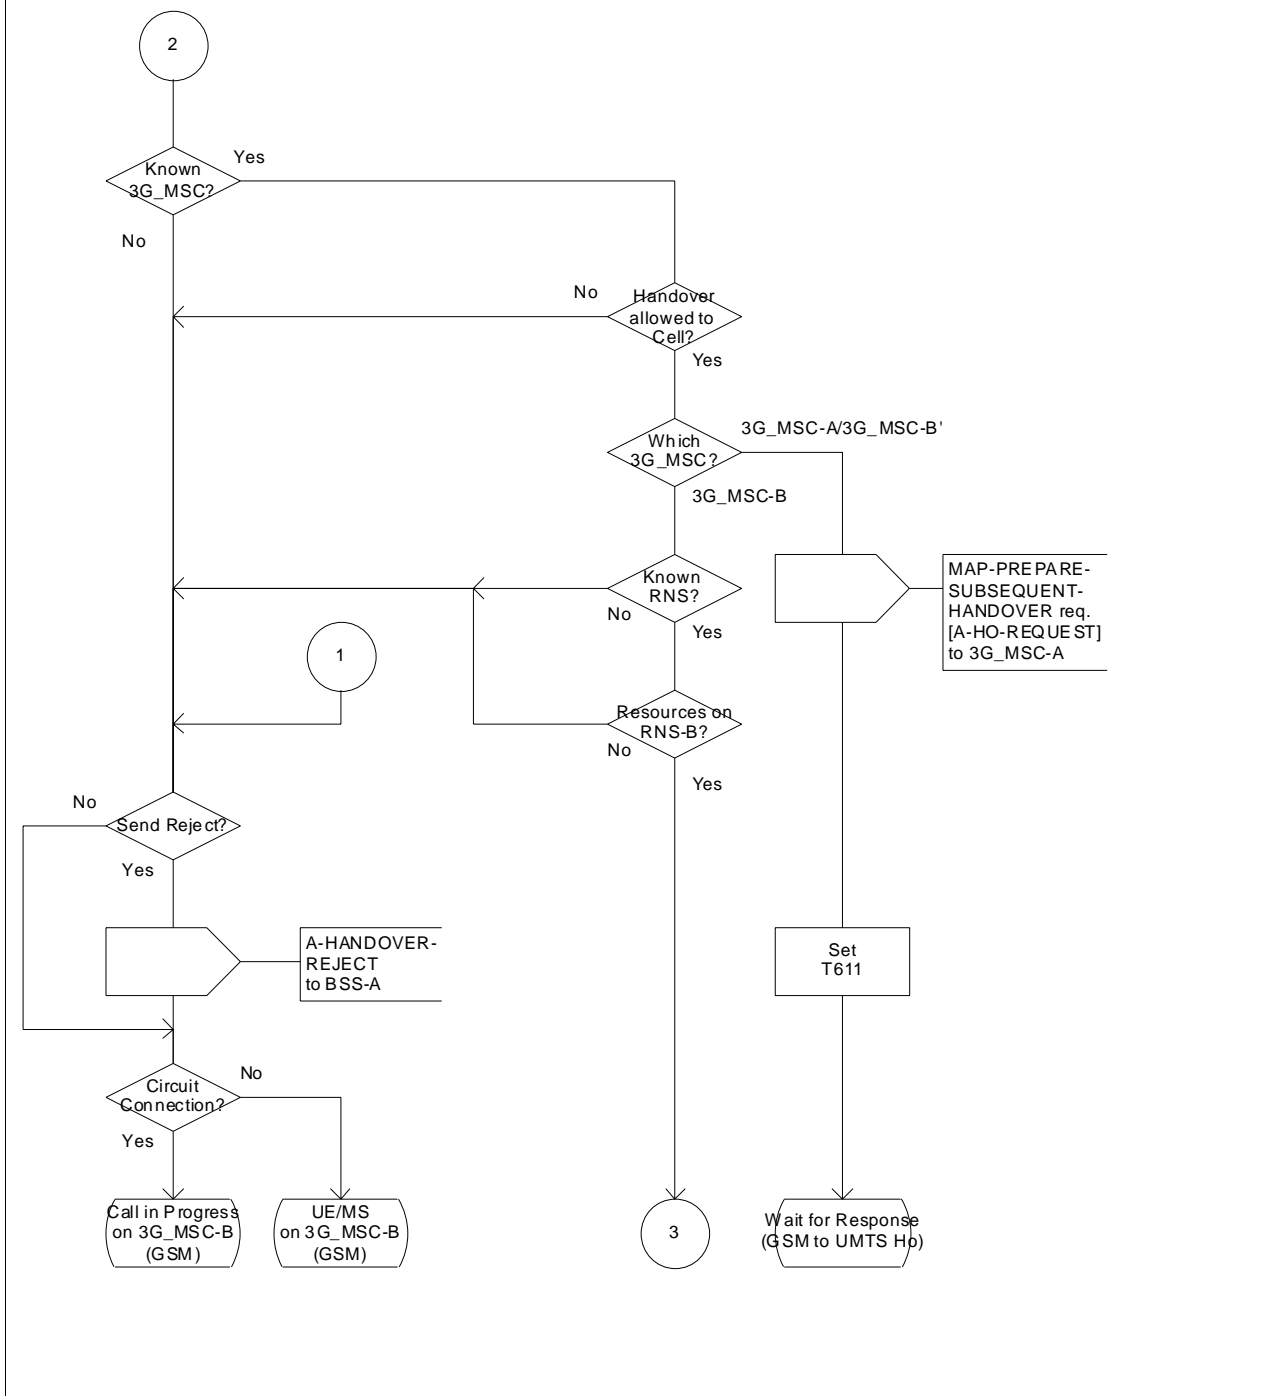 2
Known
3G_MSC?
Yes
No
No
Handover
allowed to
Cell?
Yes
Which
3G_MSC?
3G_MSC-A/3G_MSC-B'
3G_MSC-B
Known
RNS?
No
Yes
MAP-PREPARE-
SUBSEQUENT-
HANDOVER req.
[A-HO-REQUEST]
to 3G_MSC-A
1
Resources on
RNS-B?
No
Yes
No
Send Reject?
Yes
A-HANDOVER-
REJECT
to BSS-A
Set
T611
Circuit
Connection?
No
Yes
Call in Progress
on 3G_MSC-B
(GSM)
UE/MS
on 3G_MSC-B
(GSM)
3
Wait for Response
(GSM to UMTS Ho)